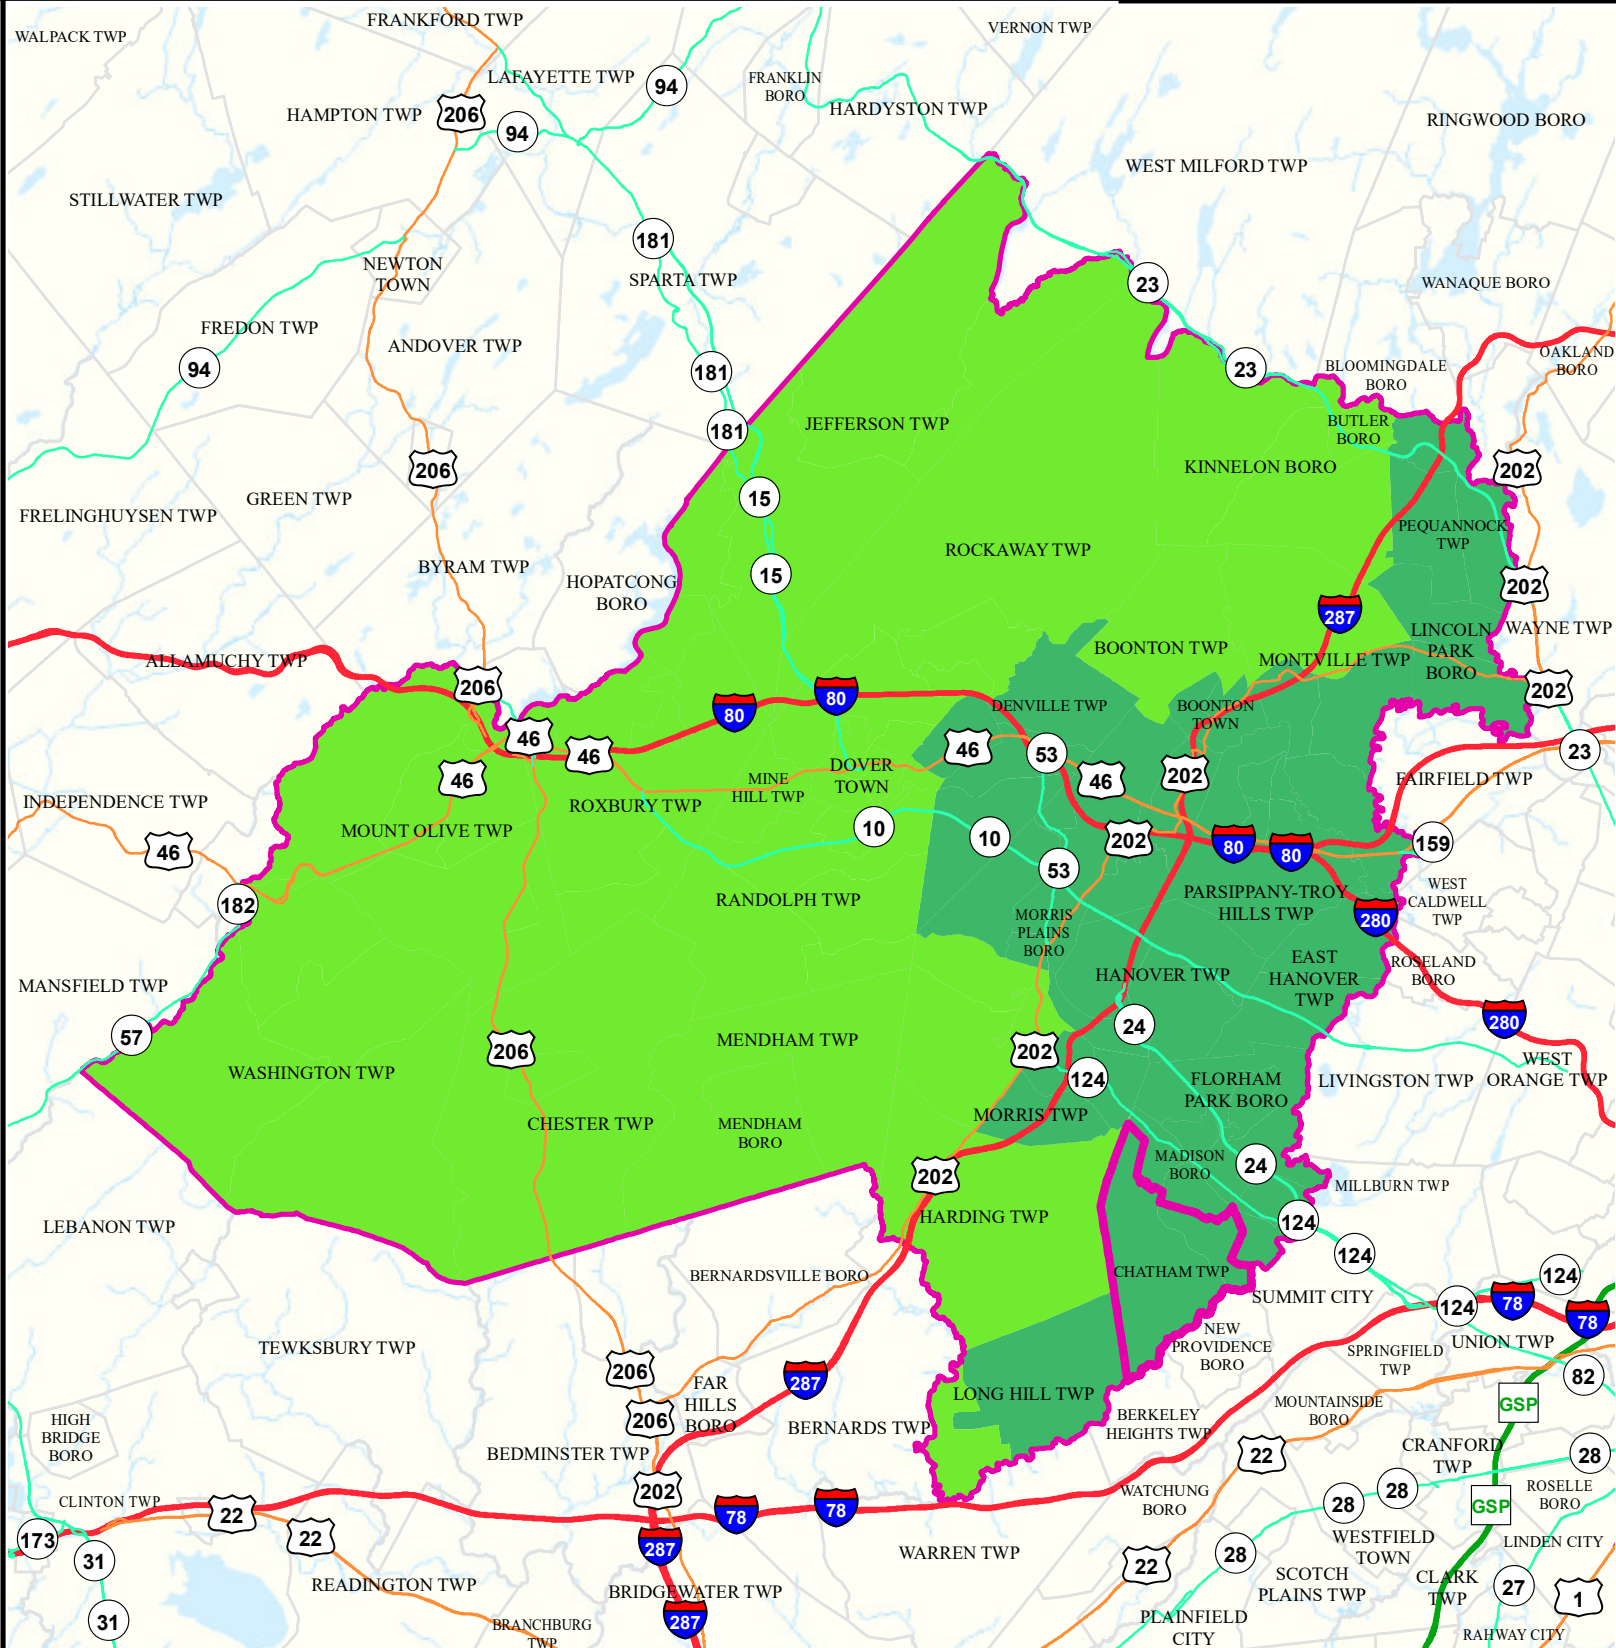 FRANKFORD TWP
WALPACK TWP
VERNON TWP
LAFAYETTE TWP
94
FRANKLIN
BORO
HARDYSTON TWP
HAMPTON TWP
206
94
RINGWOOD BORO
WEST MILFORD TWP
STILLWATER TWP
181
NEWTON
TOWN
SPARTA TWP
23
WANAQUE BORO
FREDON TWP
ANDOVER TWP
94
181
23
BLOOMINGDALE
BORO
OAKLAND
BORO
181
JEFFERSON TWP
BUTLER
BORO
206
KINNELON BORO
202
GREEN TWP
15
FRELINGHUYSEN TWP
PEQUANNOCK
TWP
ROCKAWAY TWP
BYRAM TWP
15
HOPATCONG
BORO
202
287
LINCOLN
PARK
BORO
WAYNE TWP
BOONTON TWP
MONTVILLE TWP
ALLAMUCHY TWP
206
80
80
DENVILLE TWP
BOONTON
TOWN
202
46
46
46
53
23
46
MINE
HILL TWP
DOVER
TOWN
46
202
FAIRFIELD TWP
INDEPENDENCE TWP
ROXBURY TWP
MOUNT OLIVE TWP
10
10
202
80
80
159
46
53
182
RANDOLPH TWP
MORRIS
PLAINS
BORO
PARSIPPANY-TROY
HILLS TWP
280
WEST
CALDWELL
TWP
MANSFIELD TWP
HANOVER TWP
EAST
HANOVER
TWP
ROSELAND
BORO
57
206
MENDHAM TWP
202
24
280
WASHINGTON TWP
124
FLORHAM
PARK BORO
LIVINGSTON TWP
WEST
ORANGE TWP
CHESTER TWP
MENDHAM
BORO
MORRIS TWP
202
MADISON
BORO
24
MILLBURN TWP
LEBANON TWP
HARDING TWP
124
124
BERNARDSVILLE BORO
CHATHAM TWP
124
SUMMIT CITY
124
78
78
TEWKSBURY TWP
NEW
PROVIDENCE
BORO
UNION TWP
SPRINGFIELD
TWP
206
287
82
FAR
HILLS
BORO
LONG HILL TWP
GSP
206
BERNARDS TWP
BERKELEY
HEIGHTS TWP
MOUNTAINSIDE
BORO
HIGH
BRIDGE
BORO
BEDMINSTER TWP
22
CRANFORD
TWP
28
202
CLINTON TWP
22
78
78
WATCHUNG
BORO
28
28
GSP
ROSELLE
BORO
173
22
31
287
WARREN TWP
28
WESTFIELD
TOWN
LINDEN CITY
22
READINGTON TWP
BRIDGEWATER TWP
SCOTCH
PLAINS TWP
CLARK
TWP
27
1
31
BRANCHBURG
TWP
287
PLAINFIELD
CITY
RAHWAY CITY